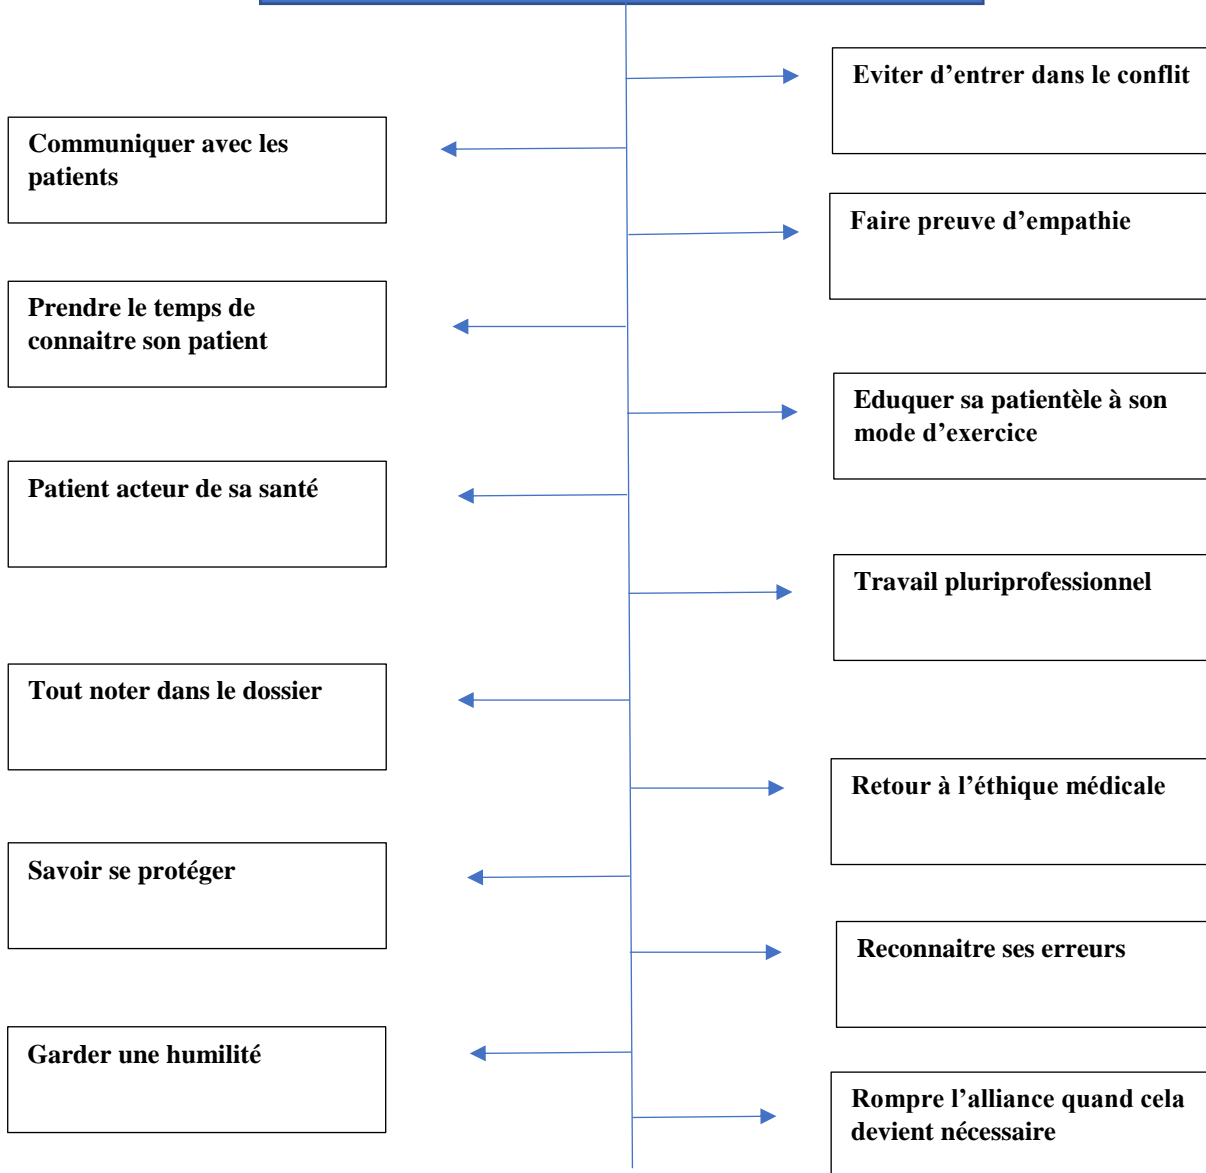 Eviter d’entrer dans le conflit
Communiquer avec les
patients
Faire preuve d’empathie
Prendre le temps de
connaitre son patient
Eduquer sa patientèle à son
mode d’exercice
Patient acteur de sa santé
Travail pluriprofessionnel
Tout noter dans le dossier
Retour à l’éthique médicale
Savoir se protéger
Reconnaitre ses erreurs
Garder une humilité
Rompre l’alliance quand cela
devient nécessaire